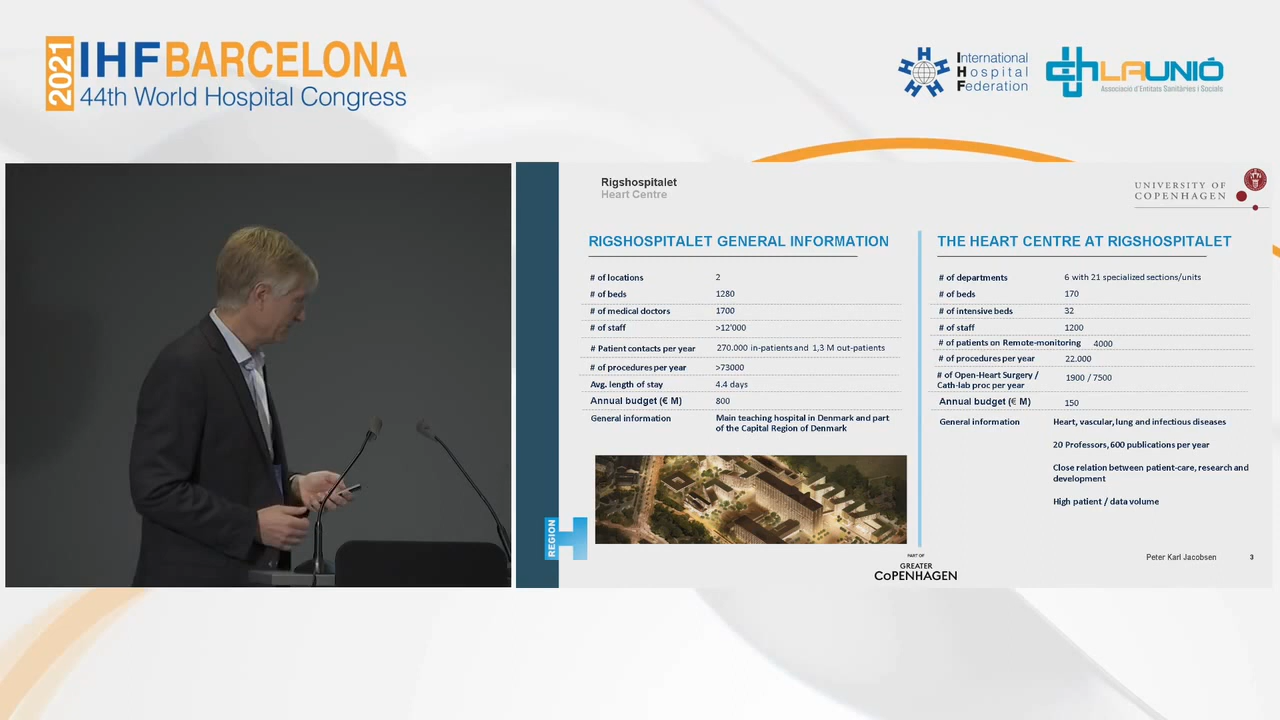 2021
IHFBARCELONA
44th World Hospital Congress
International
Hospital
Federation
LAUNIÓ
Associació d'Entitats Sanitàries i Socials
Rigshospitalet
Heart Centre
UNIVERSITY OF
COPENHAGEN
RIGSHOSPITALET GENERAL INFORMATION
# of locations 2
# of beds 1280
# of medical doctors 1700
# of staff >12'000
# Patient contacts per year 270.000 in-patients and 1,3 M out-patients
# of procedures per year >73000
Avg. length of stay 4.4 days
Annual budget (€ M) 800
General information Main teaching hospital in Denmark and part
of the Capital Region of Denmark
THE HEART CENTRE AT RIGSHOSPITALET
# of departments 6 with 21 specialized sections/units
# of beds 170
# of intensive beds 32
# of staff 1200
# of patients on Remote-monitoring 4000
# of procedures per year 22.000
# of Open-Heart Surgery /
Cath-lab proc per year 1900 / 7500
Annual budget (€ M) 150
General information Heart, vascular, lung and infectious diseases
20 Professors, 600 publications per year
Close relation between patient-care, research and
development
High patient / data volume
REGION
PART OF
GREATER
COPENHAGEN
Peter Karl Jacobsen 3